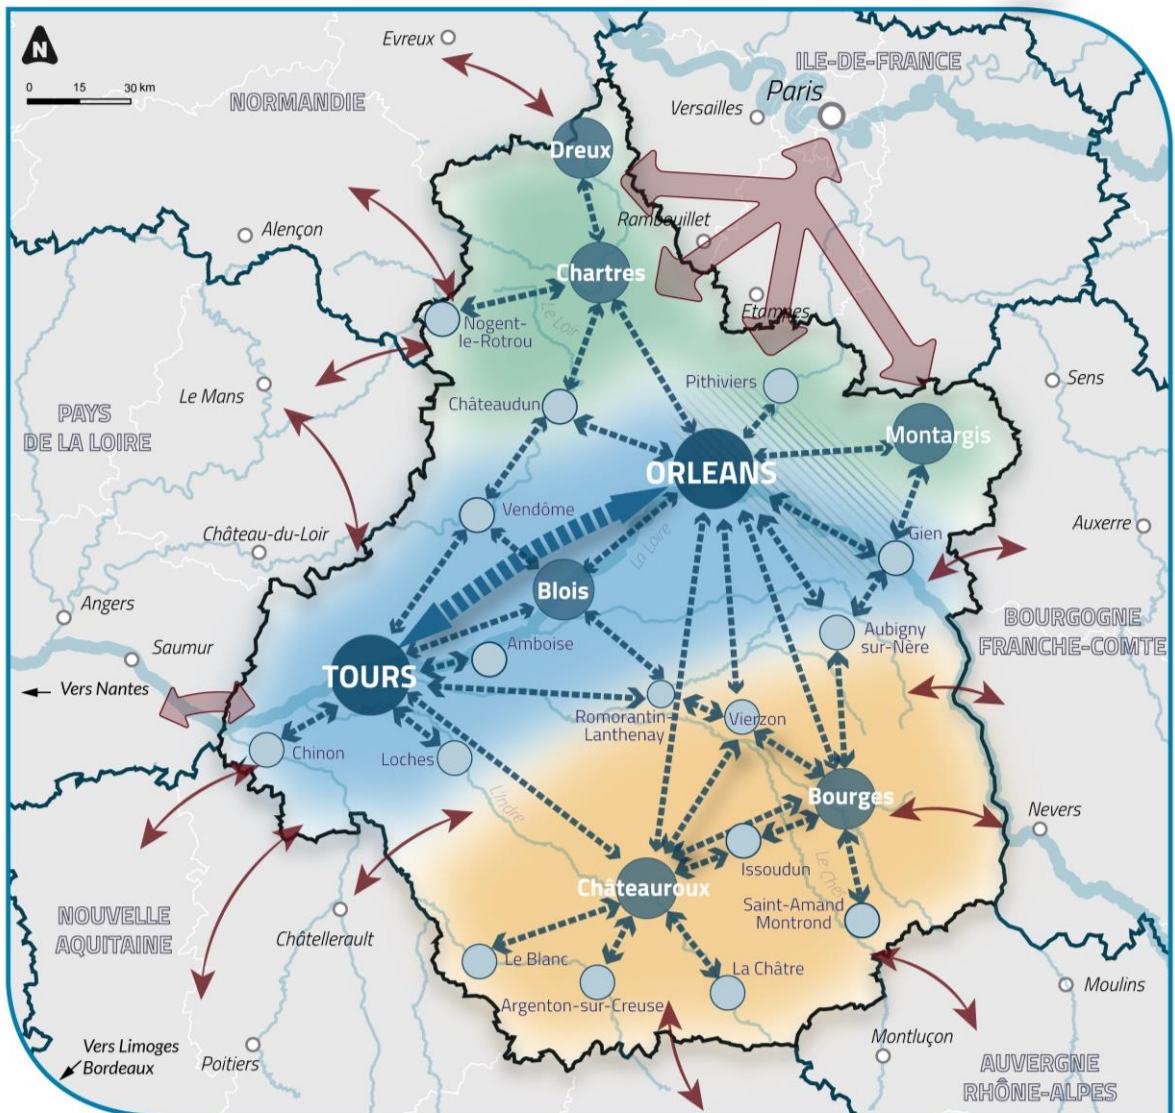 Evreux
N
0 15 30 km
NORMANDIE
ILE-DE-FRANCE
Paris
Versailles
Dreux
Rambouillet
Alençon
Chartres
Etampes
Le Loir
Nogent-
le-Rotrou
Pithiviers
Sens
Le Mans
Châteaudun
PAYS
DE LA LOIRE
Montargis
ORLEANS
Vendôme
Auxerre
Château-du-Loir
Gien
La Loire
Blois
Angers
BOURGOGNE
FRANCHE-COMTE
Saumur
Amboise
Aubigny
sur-Nère
TOURS
Vers Nantes
Romorantin-
Lanthenay
Vierzon
Chinon
Loches
L'Indre
Bourges
Nevers
Issoudun
Le Cher
Châteauroux
Saint-Amand
Montrond
NOUVELLE
AQUITAINE
Châtellerault
Le Blanc
La Châtre
Argenton-sur-Creuse
Moulins
Montluçon
Vers Limoges
Bordeaux
Poitiers
AUVERGNE
RHÔNE-ALPES